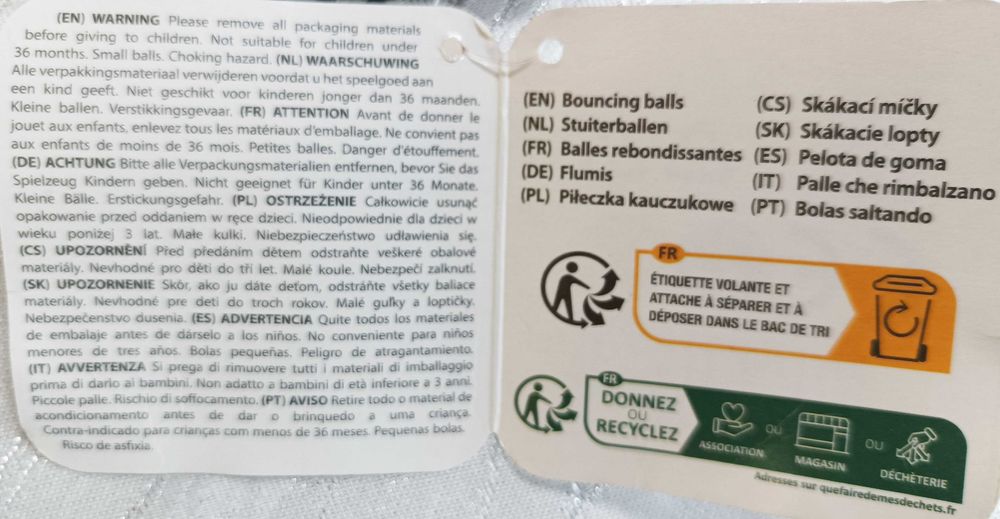 (EN) WARNING Please remove all packaging materials
before giving to children. Not suitable for children under
36 months. Small balls. Choking hazard. (NL) WAARSCHUWING
Alle verpakkingsmateriaal verwijderen voordat u het speelgoed aan
een kind geeft. Niet geschikt voor kinderen jonger dan 36 maanden.
Kleine ballen. Verstikkingsgevaar. (FR) ATTENTION Avant de donner le
jouet aux enfants, enlevez tous les matériaux d'emballage. Ne convient pas
aux enfants de moins de 36 mois. Petites balles. Danger d'étouffement.
(DE) ACHTUNG Bitte alle Verpackungsmaterialien entfernen, bevor Sie das
Spielzeug Kindern geben. Nicht geeignet für Kinder unter 36 Monate.
Kleine Bälle. Erstickungsgefahr. (PL) OSTRZEŻENIE Całkowicie usunąć
opakowanie przed oddaniem w ręce dzieci. Nieodpowiednie dla dzieci w
wieku poniżej 3 lat. Małe kulki. Niebezpieczeństwo udławienia się.
(CS) UPOZORNĚNÍ Před předáním dětem odstraňte veškeré obalové
materiály. Nevhodné pro děti do tří let. Malé koule. Nebezpečí zalknutí.
(SK) UPOZORNENIE Skôr, ako ju dáte deťom, odstráňte všetky baliace
materiály. Nevhodné pre deti do troch rokov. Malé guľky a loptičky.
Nebezpečenstvo dusenia. (ES) ADVERTENCIA Quite todos los materiales
de embalaje antes de dárselo a los niños. No conveniente para niños
menores de tres años. Bolas pequeñas. Peligro de atragantamiento.
(IT) AVVERTENZA Si prega di rimuovere tutti i materiali di imballaggio
prima di darlo ai bambini. Non adatto a bambini di età inferiore a 3 anni.
Piccole palle. Rischio di soffocamento. (PT) AVISO Retire todo o material de
acondicionamento antes de dar o brinquedo a uma criança.
Contra-indicado para crianças com menos de 36 meses. Pequenas bolas.
Risco de asfixia.
(EN) Bouncing balls
(NL) Stuiterballen
(FR) Balles rebondissantes
(DE) Flumis
(PL) Piłeczka kauczukowe
(CS) Skákací míčky
(SK) Skákacie lopty
(ES) Pelota de goma
(IT) Palle che rimbalzano
(PT) Bolas saltando
FR
ÉTIQUETTE VOLANTE ET
ATTACHE À SÉPARER ET À
DÉPOSER DANS LE BAC DE TRI
FR
DONNEZ
OU
RECYCLEZ
ASSOCIATION
OU
MAGASIN
OU
DÉCHÈTERIE
Adresses sur quefairedemesdechets.fr